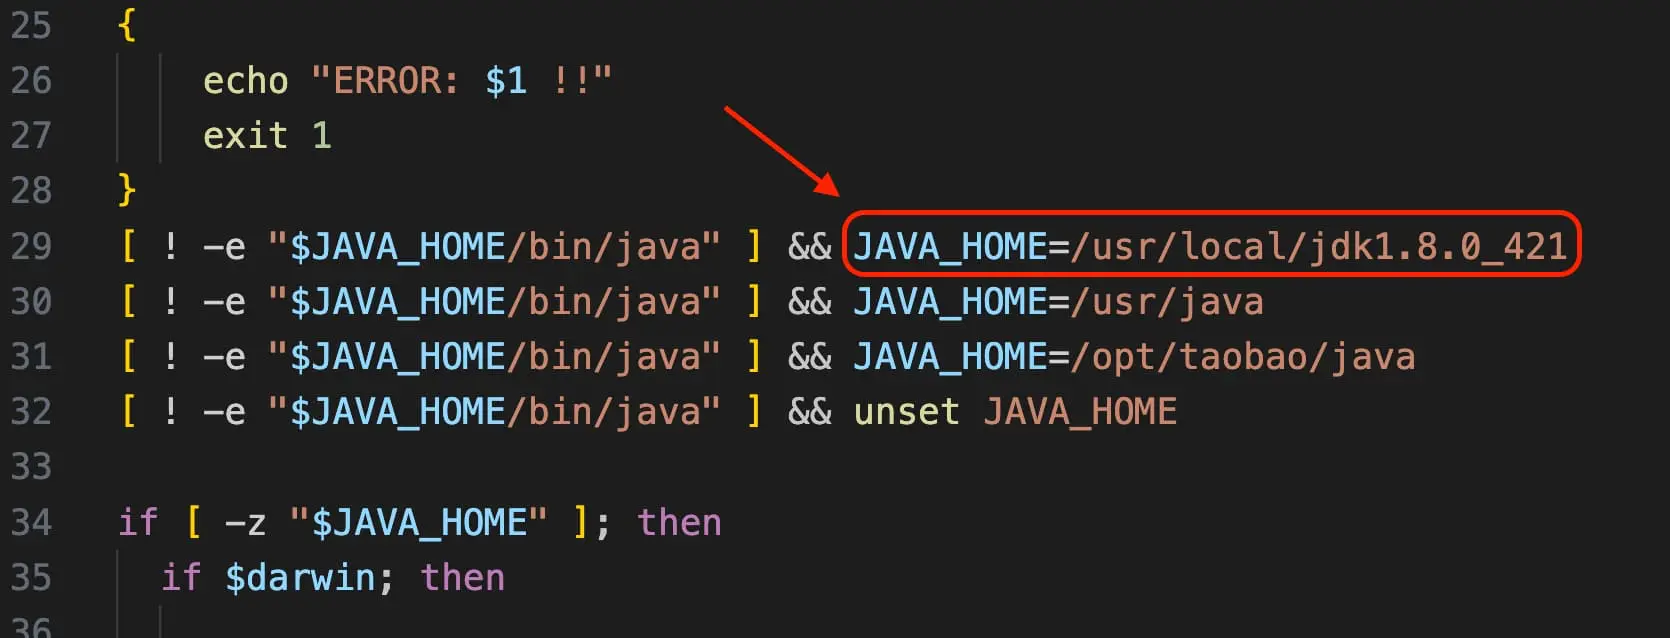 25 {
26 echo "ERROR: $1 !!"
27 exit 1
28 }
29 [ ! -e "$JAVA_HOME/bin/java" ] && JAVA_HOME=/usr/local/jdk1.8.0_421
30 [ ! -e "$JAVA_HOME/bin/java" ] && JAVA_HOME=/usr/java
31 [ ! -e "$JAVA_HOME/bin/java" ] && JAVA_HOME=/opt/taobao/java
32 [ ! -e "$JAVA_HOME/bin/java" ] && unset JAVA_HOME
33
34 if [ -z "$JAVA_HOME" ]; then
35 if $darwin; then
36